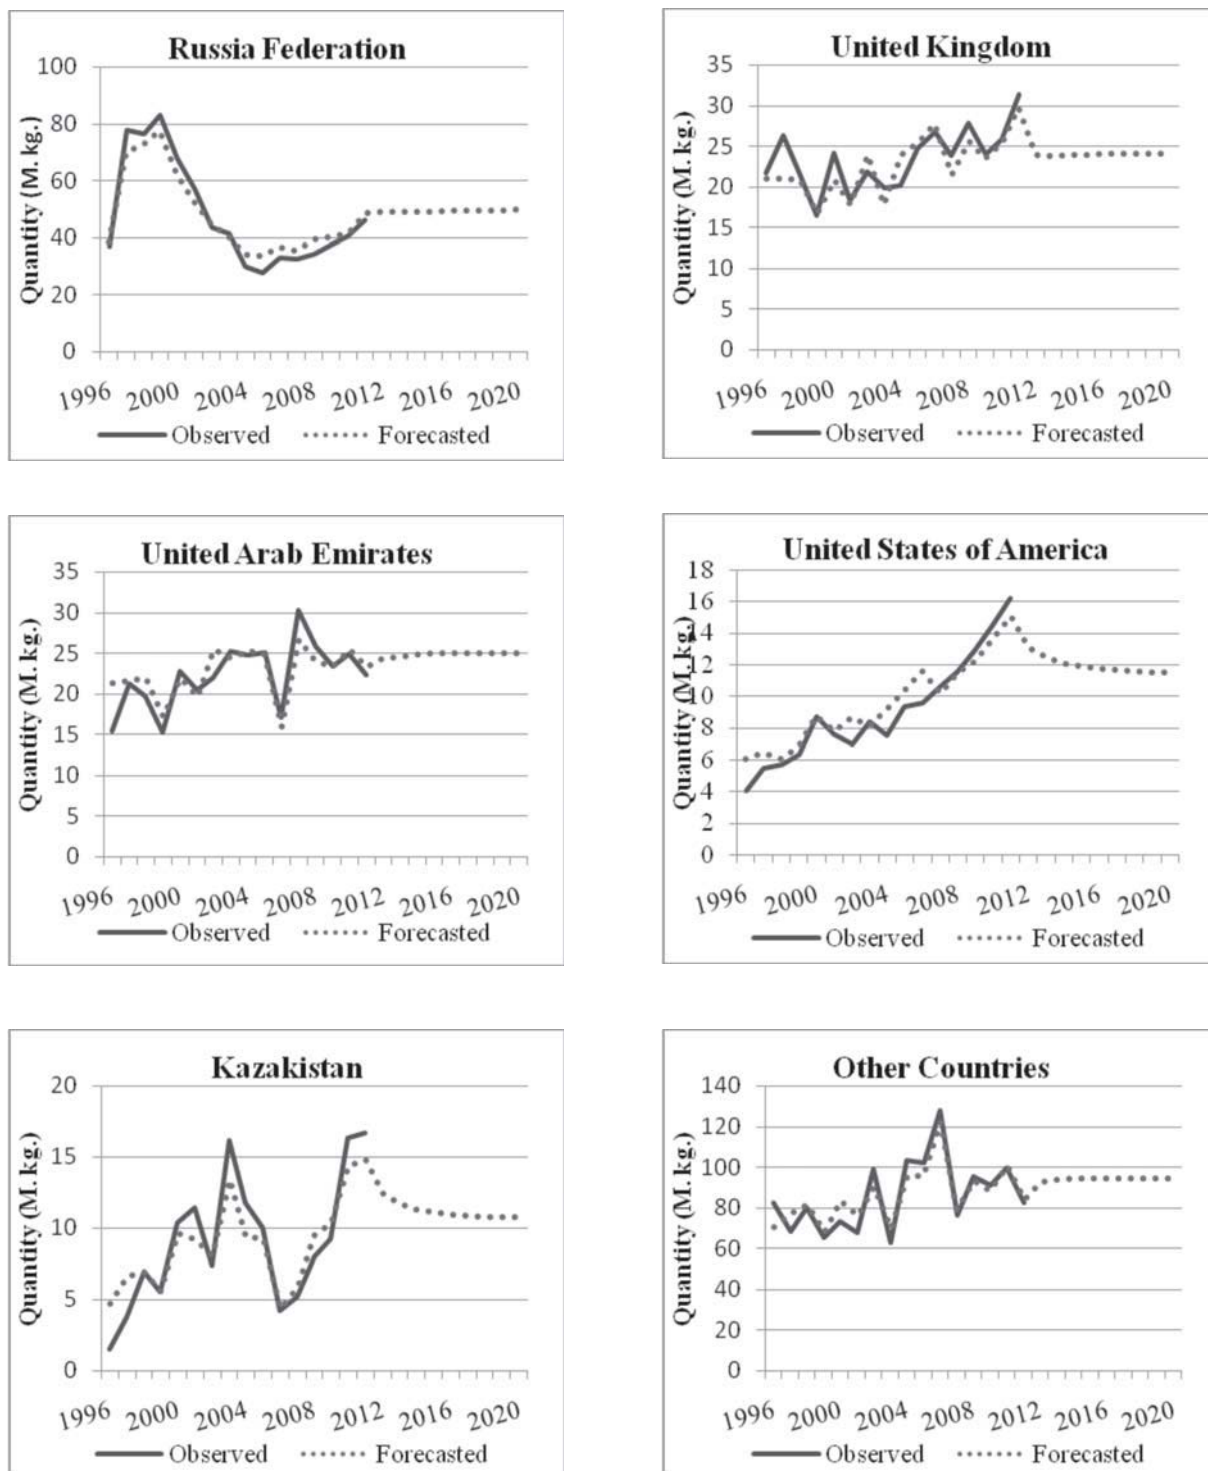 Russia Federation
Quantity (M. kg.)
100
80
60
40
20
0
1996 2000 2004 2008 2012 2016 2020
Observed Forecasted
United Kingdom
Quantity (M. kg.)
35
30
25
20
15
10
5
0
1996 2000 2004 2008 2012 2016 2020
Observed Forecasted
United Arab Emirates
Quantity (M. kg.)
35
30
25
20
15
10
5
0
1996 2000 2004 2008 2012 2016 2020
Observed Forecasted
United States of America
Quantity (M. kg.)
18
16
14
12
10
8
6
4
2
0
1996 2000 2004 2008 2012 2016 2020
Observed Forecasted
Kazakistan
Quantity (M. kg.)
20
15
10
5
0
1996 2000 2004 2008 2012 2016 2020
Observed Forecasted
Other Countries
Quantity (M. kg.)
140
120
100
80
60
40
20
0
1996 2000 2004 2008 2012 2016 2020
Observed Forecasted